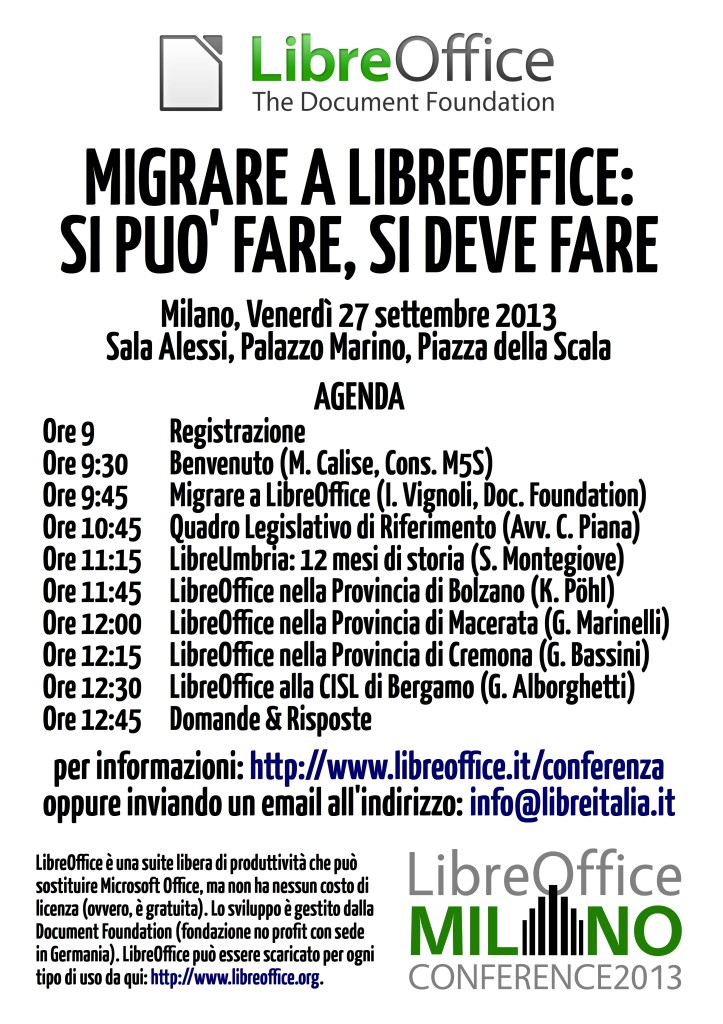 LibreOffice
The Document Foundation
MIGRARE A LIBREOFFICE:
SI PUO' FARE, SI DEVE FARE
Milano, Venerdì 27 settembre 2013
Sala Alessi, Palazzo Marino, Piazza della Scala
AGENDA
Ore 9 Registrazione
Ore 9:30 Benvenuto (M. Calise, Cons. M5S)
Ore 9:45 Migrare a LibreOffice (I. Vignoli, Doc. Foundation)
Ore 10:45 Quadro Legislativo di Riferimento (Avv. C. Piana)
Ore 11:15 LibreUmbria: 12 mesi di storia (S. Montegiove)
Ore 11:45 LibreOffice nella Provincia di Bolzano (K. Pöhl)
Ore 12:00 LibreOffice nella Provincia di Macerata (G. Marinelli)
Ore 12:15 LibreOffice nella Provincia di Cremona (G. Bassini)
Ore 12:30 LibreOffice alla CISL di Bergamo (G. Alborghetti)
Ore 12:45 Domande & Risposte
per informazioni: http://www.libreoffice.it/conferenza
oppure inviando un email all'indirizzo: info@libreitalia.it
LibreOffice è una suite libera di produttività che può
sostituire Microsoft Office, ma non ha nessun costo di
licenza (ovvero, è gratuita). Lo sviluppo è gestito dalla
Document Foundation (fondazione no profit con sede
in Germania). LibreOffice può essere scaricato per ogni
tipo di uso da qui: http://www.libreoffice.org.
LibreOffice
MILANO
CONFERENCE2013